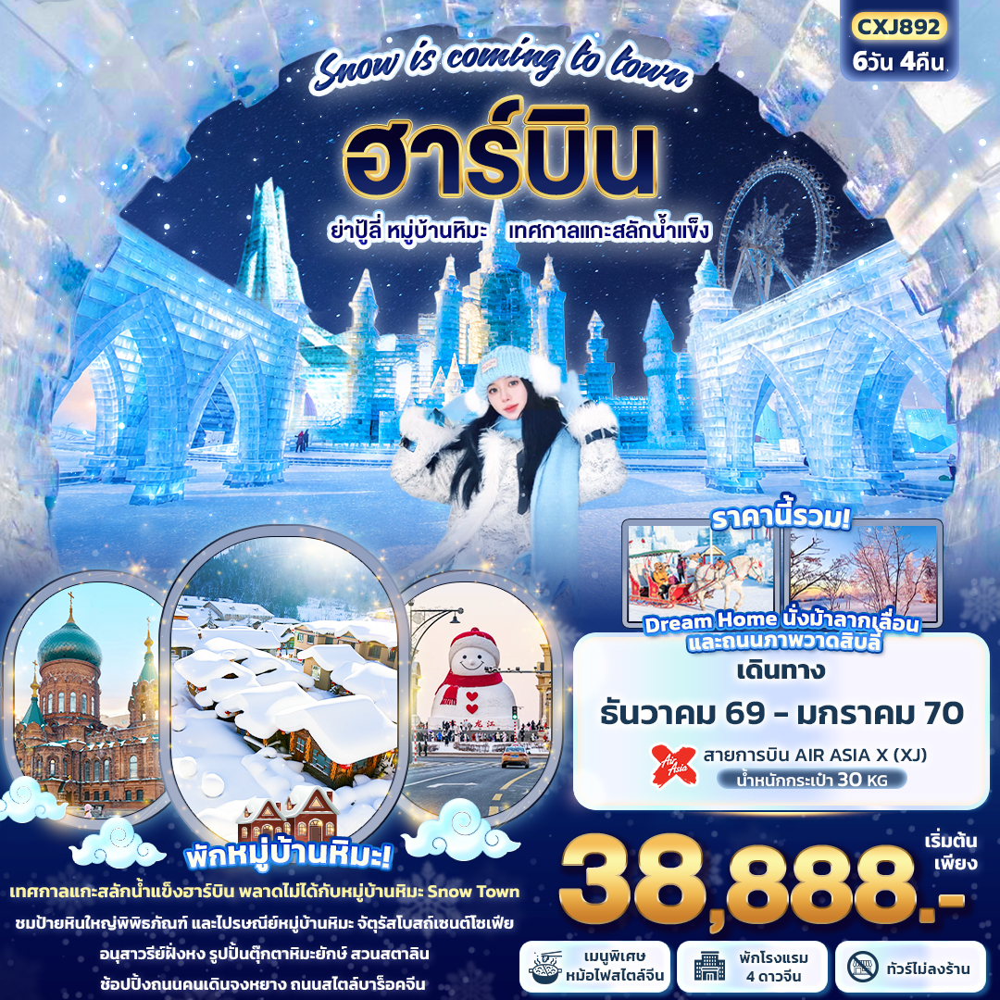 CXJ892
6วัน 4คืน
Snow is coming to town
ฮาร์บิน
ย่าปู้ลี่ หมู่บ้านหิมะ เทศกาลแกะสลักน้ำแข็ง
ราคานี้รวม!
Dream Home นั่งม้าลากเลื่อน
และถนนภาพวาดสิบลี้
เดินทาง
ธันวาคม 69 - มกราคม 70
Air Asia X
สายการบิน AIR ASIA X (XJ)
น้ำหนักกระเป๋า 30 KG
龙江
พักหมู่บ้านหิมะ!
เทศกาลแกะสลักน้ำแข็งฮาร์บิน พลาดไม่ได้กับหมู่บ้านหิมะ Snow Town
ชมป้ายหินใหญ่พิพิธภัณฑ์ และไปรษณีย์หมู่บ้านหิมะ จัตุรัสโบสถ์เซนต์โซเฟีย
อนุสาวรีย์ฝั่งหง รูปปั้นตุ๊กตาหิมะยักษ์ สวนสตาลิน
ช้อปปิ้งถนนคนเดินจงหยาง ถนนสไตล์บาร็อคจีน
เริ่มต้น
เพียง
38,888.-
เมนูพิเศษ
หม้อไฟสไตล์จีน
พักโรงแรม
4 ดาวจีน
ทัวร์ไม่ลงร้าน